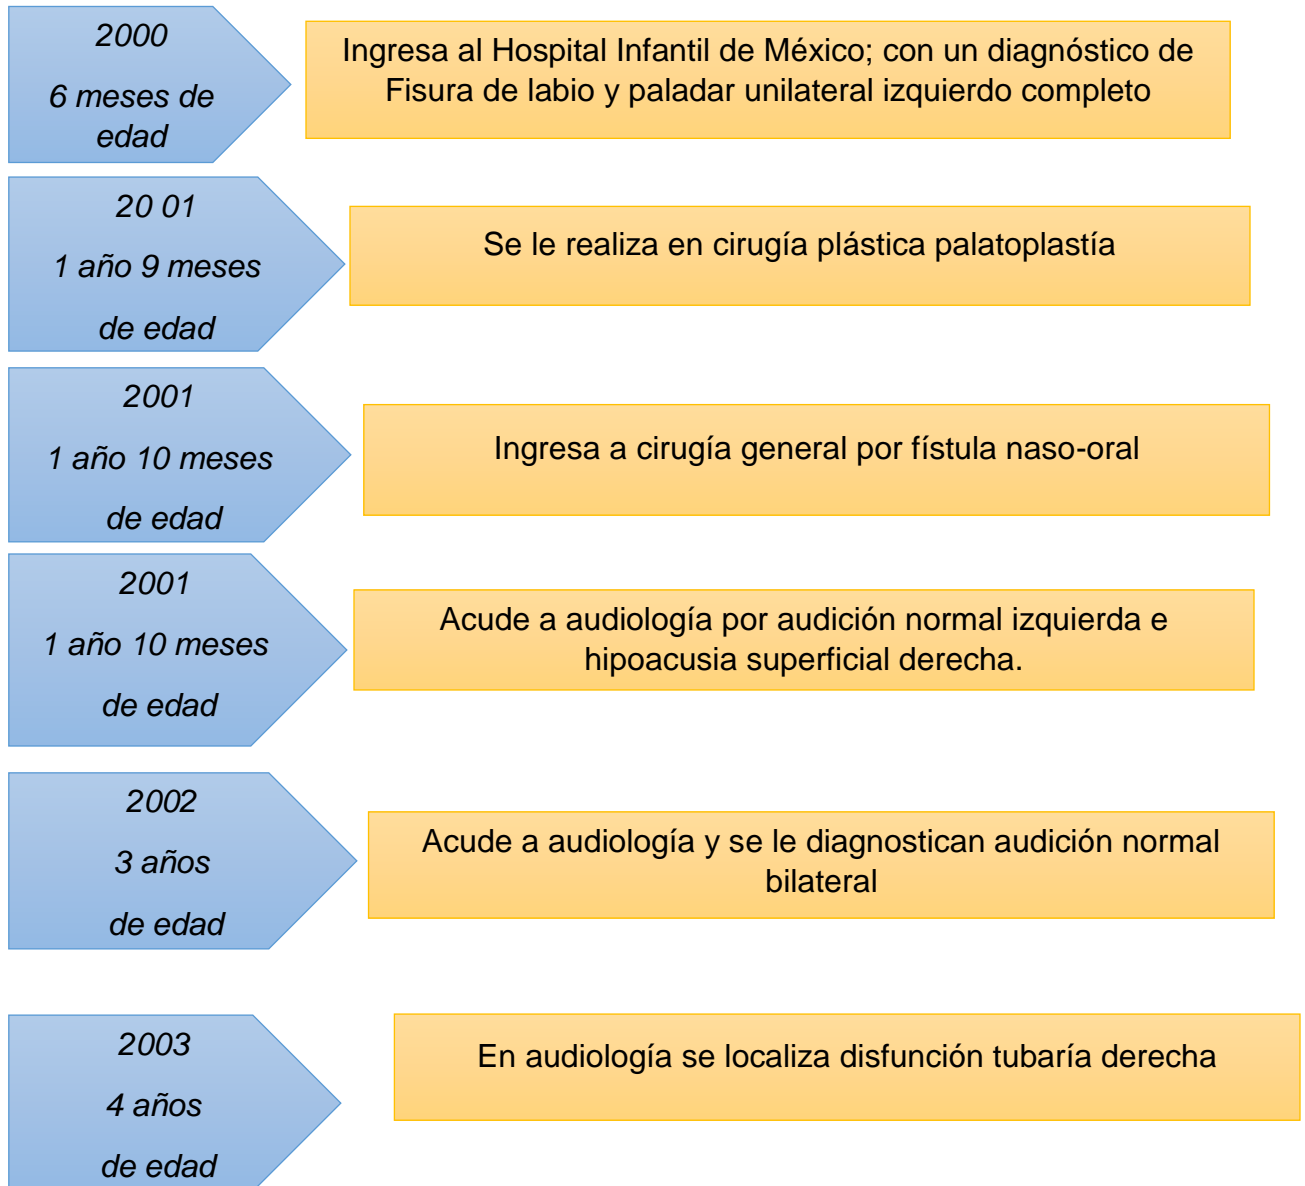 2000
6 meses de
edad
Ingresa al Hospital Infantil de México; con un diagnóstico de
Fisura de labio y paladar unilateral izquierdo completo
20 01
1 año 9 meses
de edad
Se le realiza en cirugía plástica palatoplastía
2001
1 año 10 meses
de edad
Ingresa a cirugía general por fístula naso-oral
2001
1 año 10 meses
de edad
Acude a audiología por audición normal izquierda e
hipoacusia superficial derecha.
2002
3 años
de edad
Acude a audiología y se le diagnostican audición normal
bilateral
2003
4 años
de edad
En audiología se localiza disfunción tubaría derecha